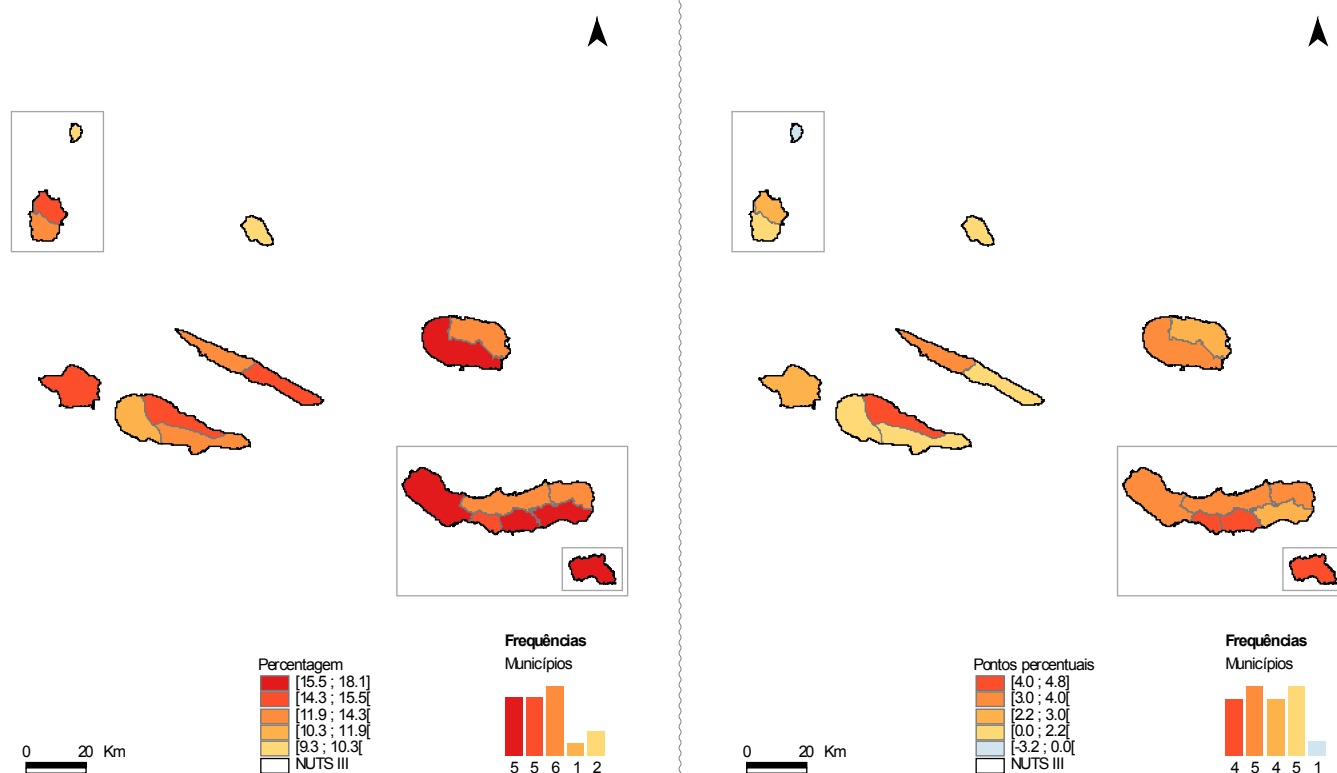 Percentagem
[15.5 ; 18.1]
[14.3 ; 15.5[
[11.9 ; 14.3[
[10.3 ; 11.9[
[9.3 ; 10.3[
NUTS III
Frequências
Municípios
5 5 6 1 2
0 20 Km
Pontos percentuais
[4.0 ; 4.8]
[3.0 ; 4.0[
[2.2 ; 3.0[
[0.0 ; 2.2[
[-3.2 ; 0.0[
NUTS III
Frequências
Municípios
4 5 4 5 1
0 20 Km